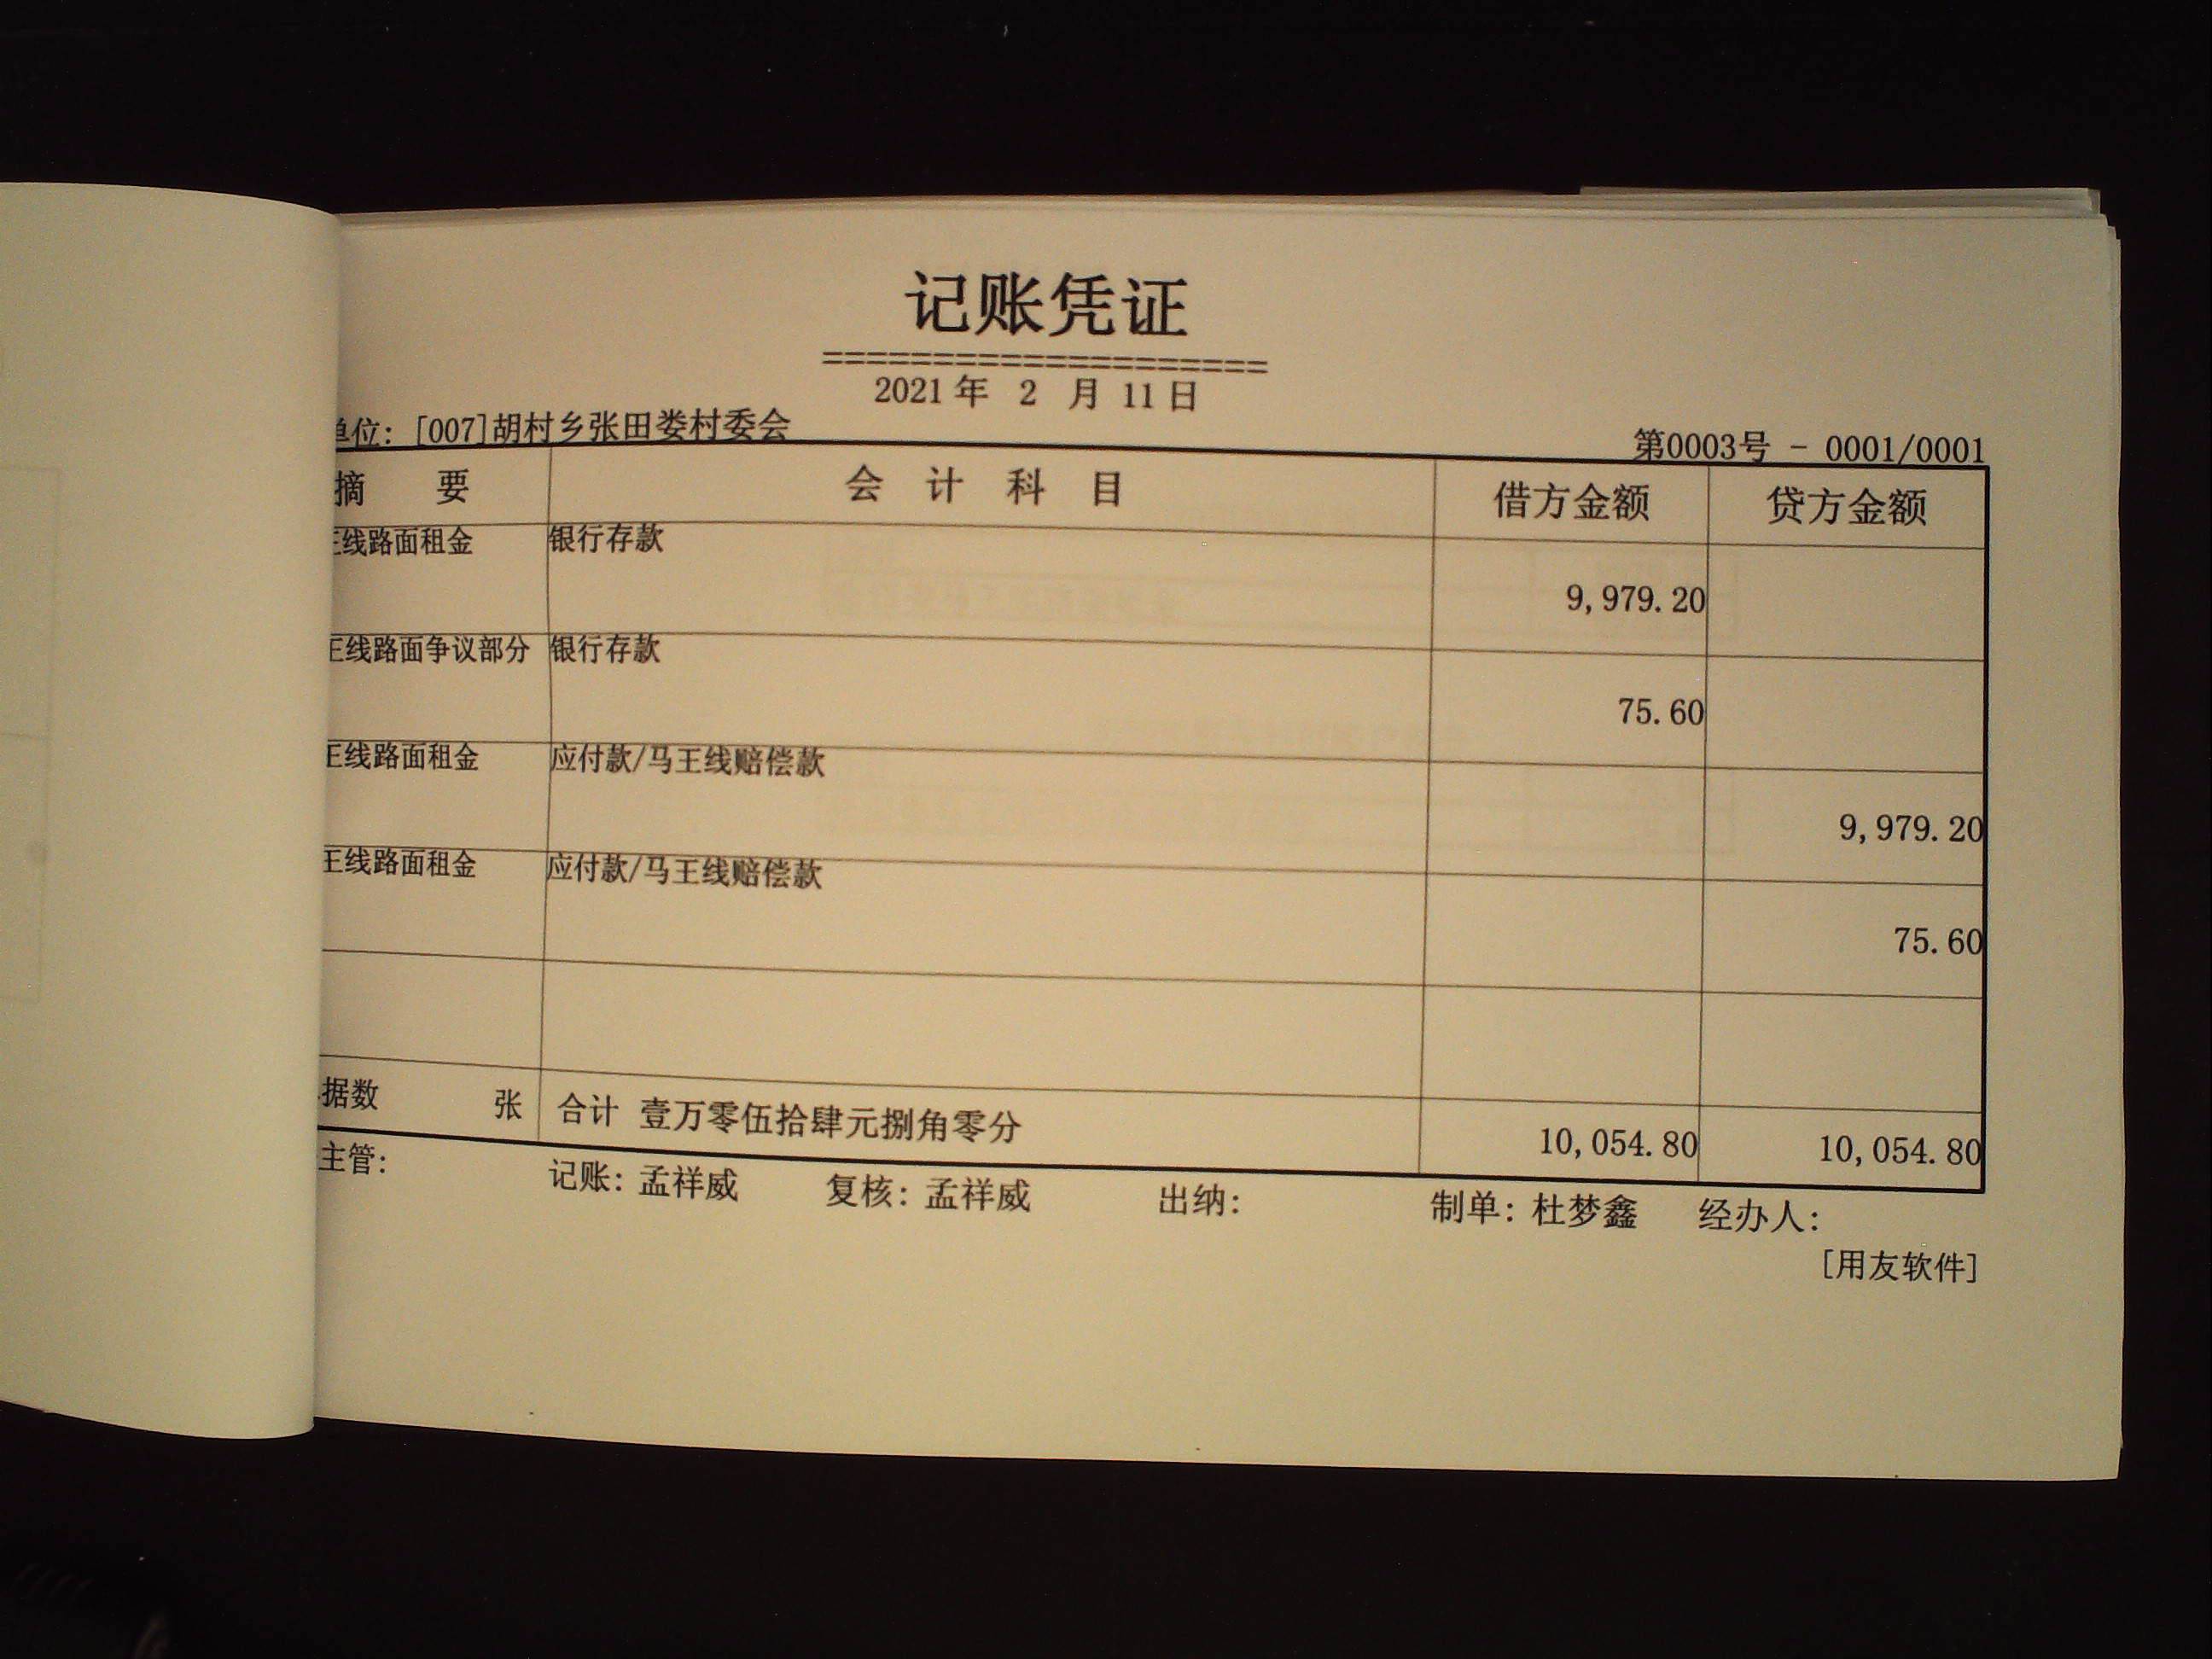 记账凭证
====================
2021 年 2 月 11 日
单位: [007]胡村乡张田娄村委会 第0003号 - 0001/0001
摘 要 会 计 科 目 借方金额 贷方金额
王线路面租金 银行存款
9,979.20
王线路面争议部分 银行存款
75.60
王线路面租金 应付款/马王线赔偿款
9,979.20
王线路面租金 应付款/马王线赔偿款
75.60
据数 张 合计 壹万零伍拾肆元捌角零分 10,054.80 10,054.80
主管: 记账: 孟祥威 复核: 孟祥威 出纳: 制单: 杜梦鑫 经办人:
[用友软件]